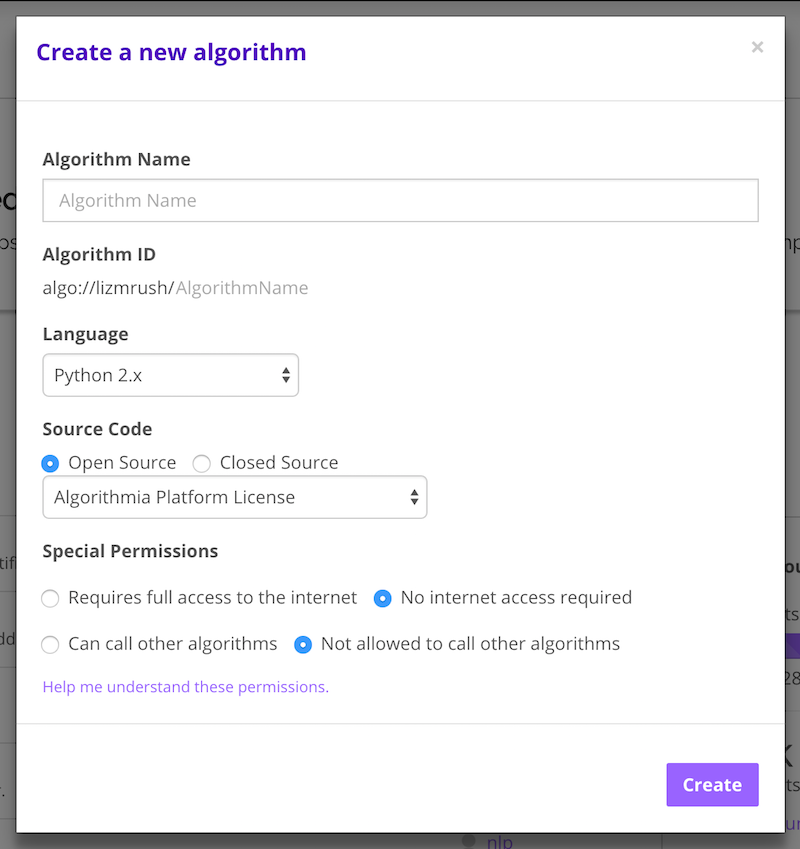 Create a new algorithm
×
Algorithm Name
Algorithm Name
Algorithm ID
algo://lizmrush/AlgorithmName
Language
Python 2.x
Source Code
Open Source Closed Source
Algorithmia Platform License
Special Permissions
Requires full access to the internet No internet access required
Can call other algorithms Not allowed to call other algorithms
Help me understand these permissions.
Create
nlp